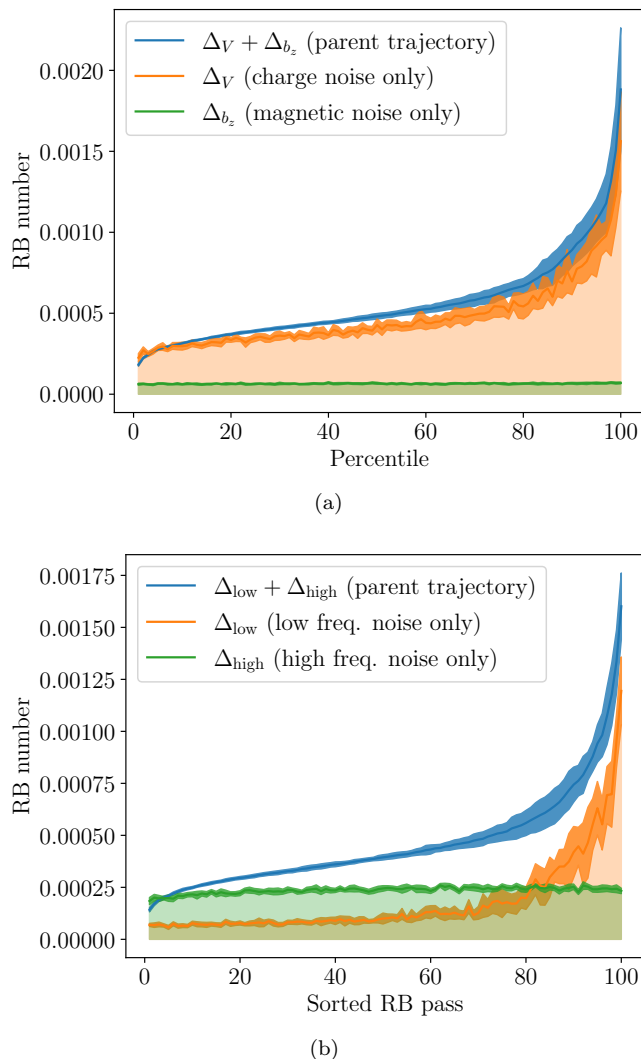 Δ_V + Δ_{b_z} (parent trajectory)
Δ_V (charge noise only)
Δ_{b_z} (magnetic noise only)
RB number
0.0020
0.0015
0.0010
0.0005
0.0000
0 20 40 60 80 100
Percentile
(a)
Δ_low + Δ_high (parent trajectory)
Δ_low (low freq. noise only)
Δ_high (high freq. noise only)
RB number
0.00175
0.00150
0.00125
0.00100
0.00075
0.00050
0.00025
0.00000
0 20 40 60 80 100
Sorted RB pass
(b)